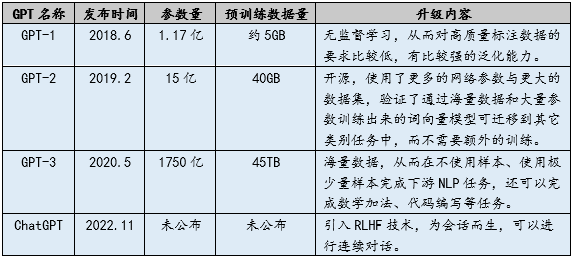 GPT 名称 发布时间 参数量 预训练数据量 升级内容
GPT-1 2018.6 1.17 亿 约 5GB 无监督学习，从而对高质量标注数据的
要求比较低，有比较强的泛化能力。
GPT-2 2019.2 15 亿 40GB 开源，使用了更多的网络参数与更大的
数据集，验证了通过海量数据和大量参
数训练出来的词向量模型可迁移到其它
类别任务中，而不需要额外的训练。
GPT-3 2020.5 1750 亿 45TB 海量数据，从而在不使用样本、使用极
少量样本完成下游 NLP 任务，还可以完
成数学加法、代码编写等任务。
ChatGPT 2022.11 未公布 未公布 引入 RLHF 技术，为会话而生，可以进
行连续对话。